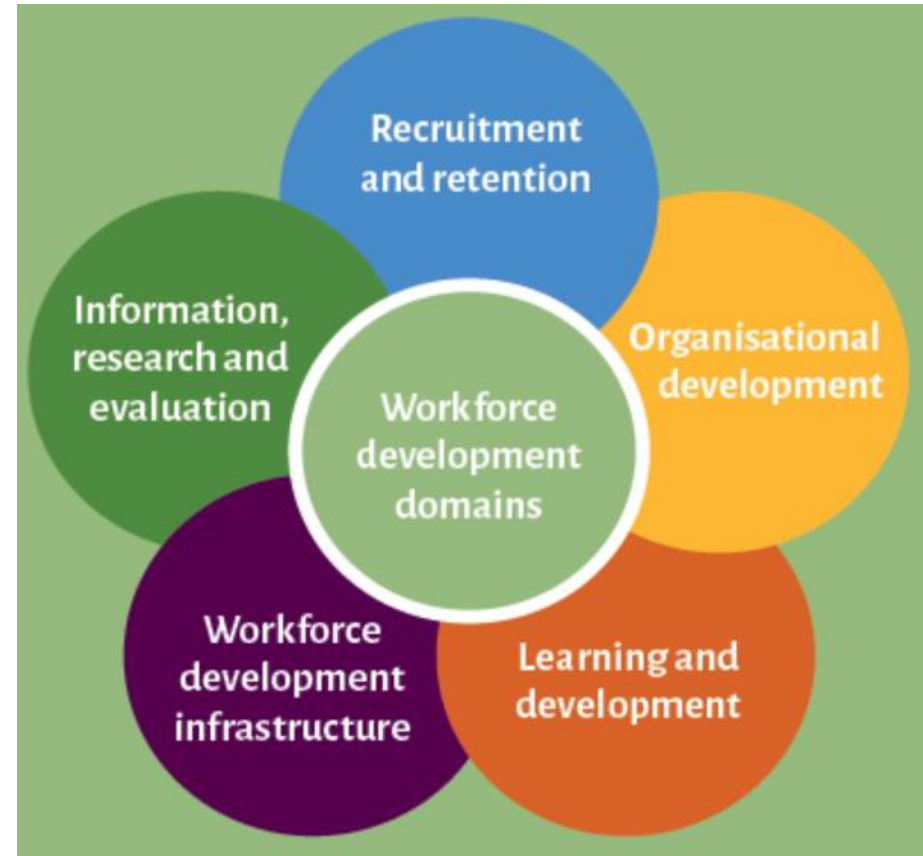 Recruitment
and retention
Organisational
development
Learning and
development
Workforce
development
infrastructure
Information,
research and
evaluation
Workforce
development
domains